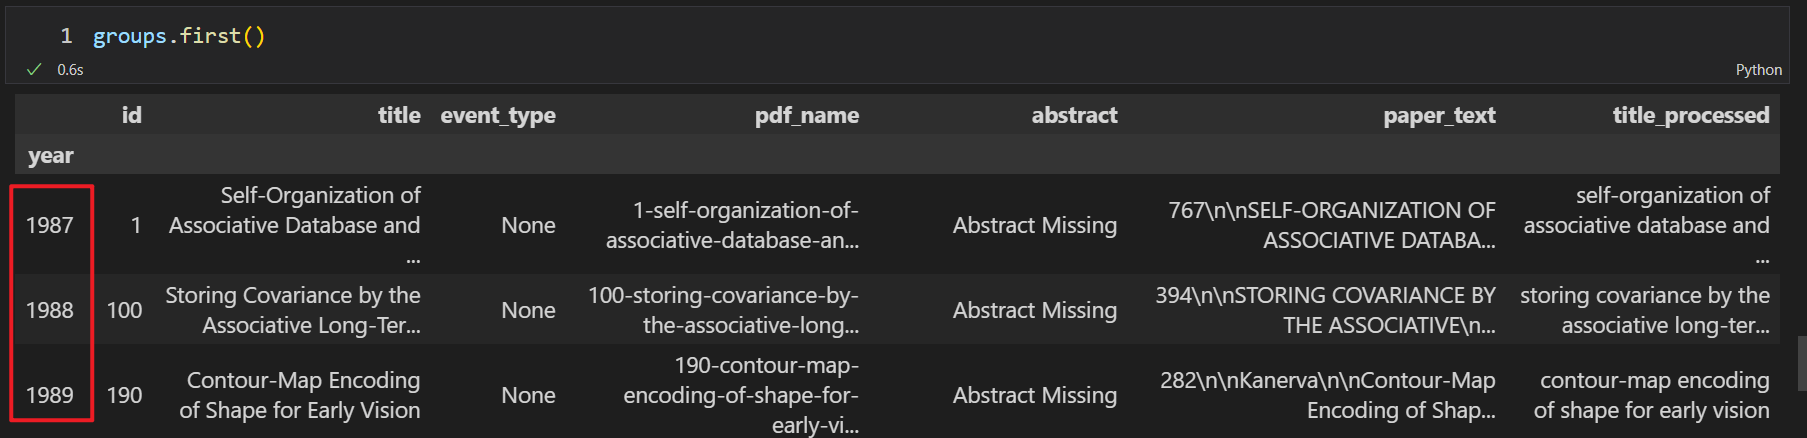 1 groups.first()
0.6s Python
id title event_type pdf_name abstract paper_text title_processed
year
Self-Organization of 1-self-organization-of- 767\n\nSELF-ORGANIZATION OF self-organization of
1987 1 Associative Database and None associative-database-an... Abstract Missing ASSOCIATIVE DATABA... associative database and
... ...
Storing Covariance by the 100-storing-covariance-by- 394\n\nSTORING COVARIANCE BY storing covariance by the
1988 100 Associative Long-Ter... None the-associative-long... Abstract Missing THE ASSOCIATIVE\n... associative long-ter...
190-contour-map-
1989 190 Contour-Map Encoding None encoding-of-shape-for- Abstract Missing 282\n\nKanerva\n\nContour-Map contour-map encoding
of Shape for Early Vision early-vi... Encoding of Shap... of shape for early vision